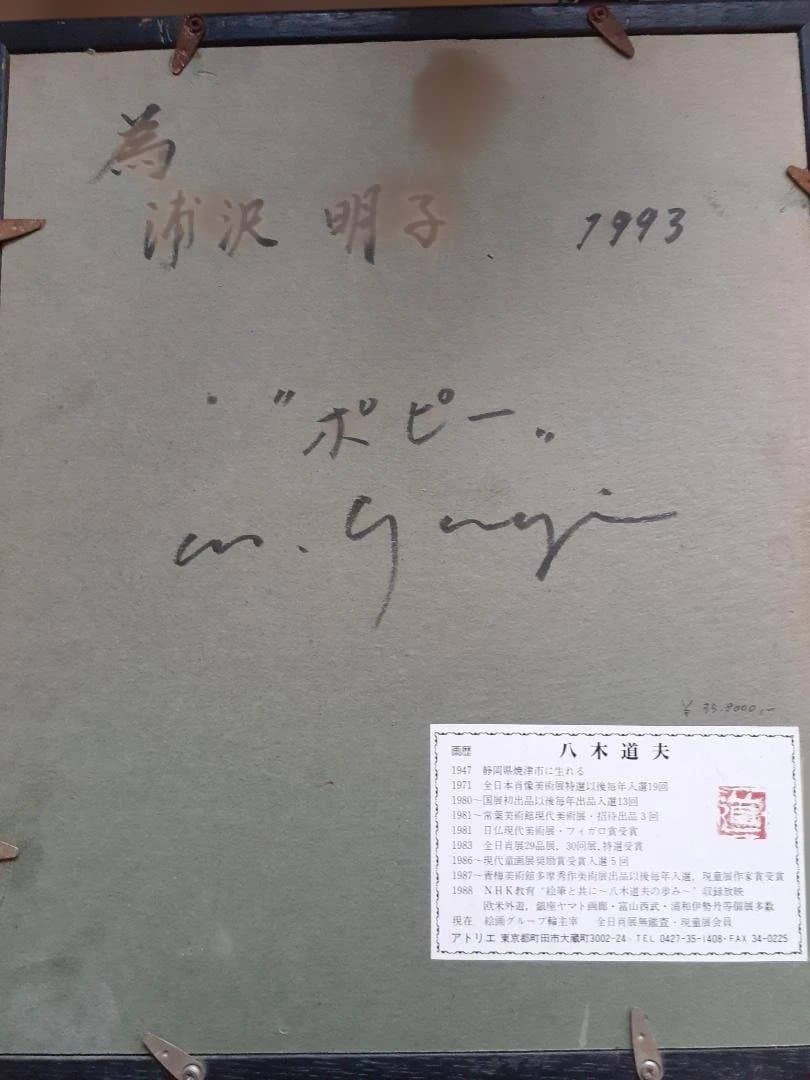 為
浦沢 明子 1993
"ポピー"
m. Yagi
¥ 33.9000,-
画歴 八木道夫
1947 静岡県焼津市に生れる
1971 全日本肖像美術展特選以後毎年入選19回
1980～国展初出品以後毎年出品入選13回
1981～常葉美術館現代美術展・招待出品3回
1981 日仏現代美術展・フィガロ賞受賞
1983 全日肖展29品展、30回展、特選受賞
1986～現代童画展奨励賞受賞入選5回
1987～青梅美術館多摩秀作美術展出品以後毎年入選、現童展作家賞受賞
1988 NHK教育“絵筆と共に～八木道夫の歩み～”収録放映
欧米外遊、銀座ヤマト画廊・富山西武・浦和伊勢丹等個展多数
現在 絵画グループ輪主宰 全日肖展無鑑査・現童展会員
アトリエ 東京都町田市大蔵町3002-24・TEL 0427-35-1408・FAX 34-0225